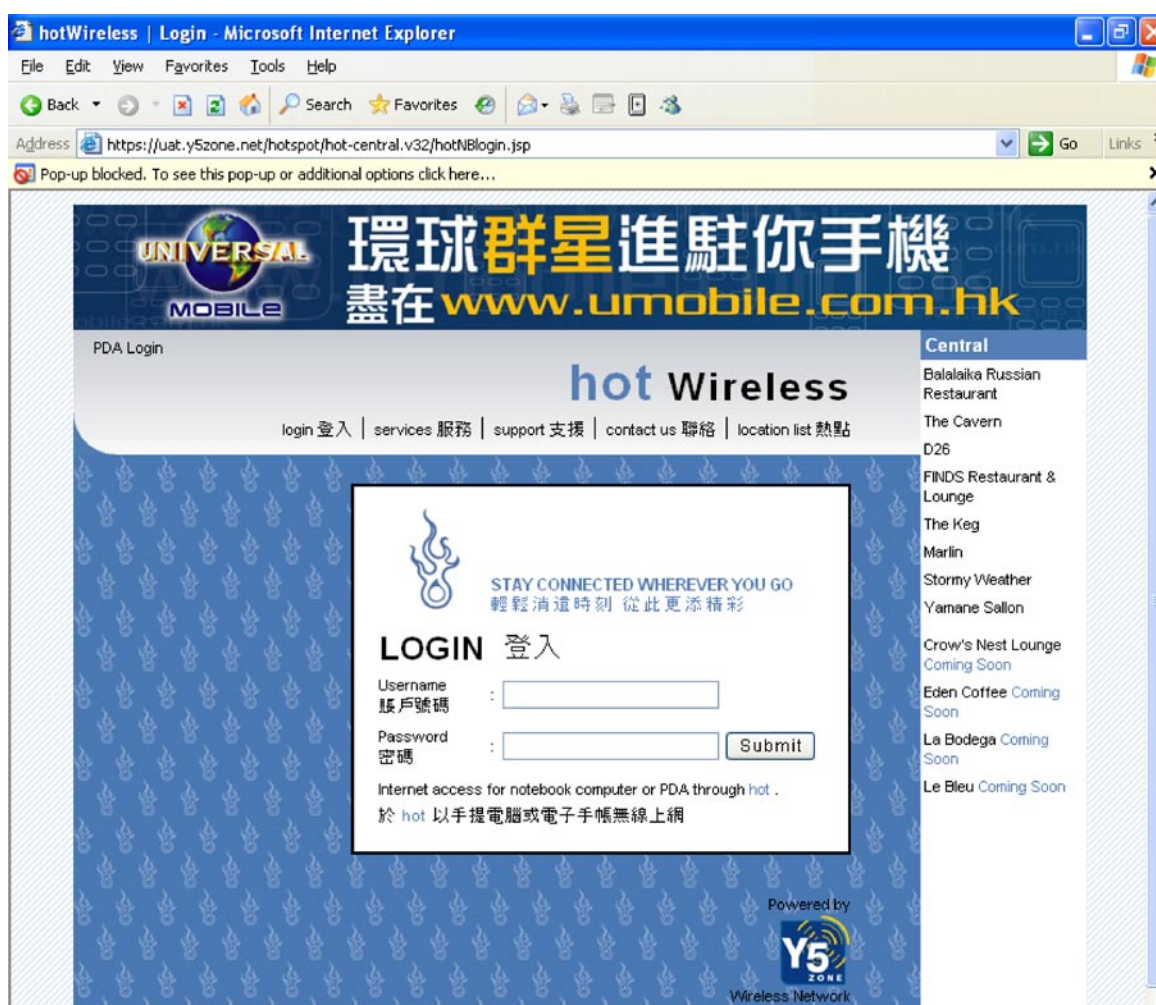 hotWireless | Login - Microsoft Internet Explorer
File Edit View Favorites Tools Help
Back Search Favorites
Address https://uat.y5zone.net/hotspot/hot-central.v32/hotNBlogin.jsp Go Links
Pop-up blocked. To see this pop-up or additional options click here...
UNIVERSAL
MOBILE
環球群星進駐你手機
盡在www.umobile.com.hk
PDA Login
hot Wireless
login 登入 | services 服務 | support 支援 | contact us 聯絡 | location list 熱點
STAY CONNECTED WHEREVER YOU GO
輕鬆消遣時刻 從此更添精彩
LOGIN 登入
Username
賬戶號碼 :
Password
密碼 : Submit
Internet access for notebook computer or PDA through hot .
於 hot 以手提電腦或電子手帳無線上網
Powered by
Y5
ZONE
Wireless Network
Central
Balalaika Russian
Restaurant
The Cavern
D26
FINDS Restaurant &
Lounge
The Keg
Marlin
Stormy Weather
Yamane Sallon
Crow's Nest Lounge
Coming Soon
Eden Coffee Coming
Soon
La Bodega Coming
Soon
Le Bleu Coming Soon